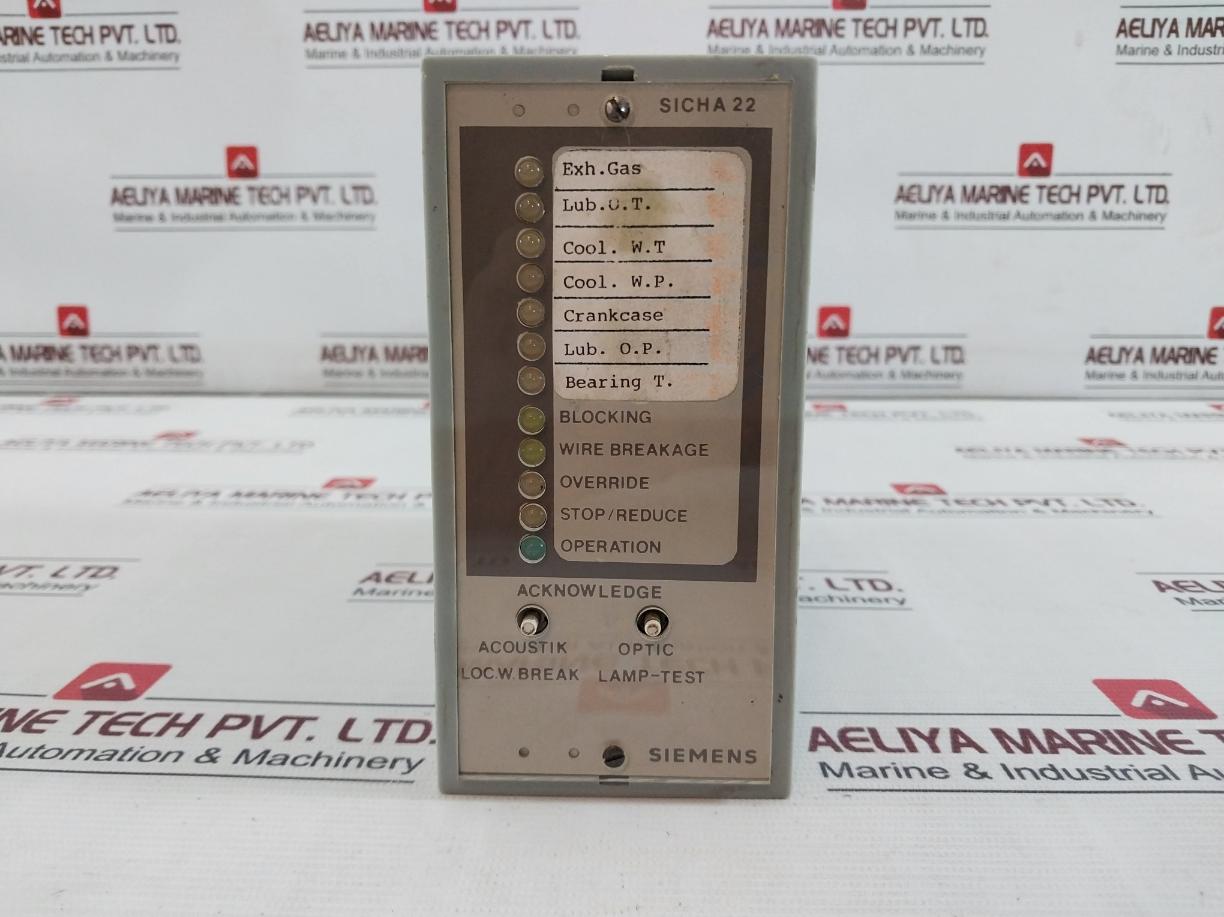 AELIYA MARINE TECH PVT. LTD.
Marine & Industrial Automation & Machinery
SICHA 22
Exh.Gas
Lub.O.T.
Cool. W.T
Cool. W.P.
Crankcase
Lub. O.P.
Bearing T.
BLOCKING
WIRE BREAKAGE
OVERRIDE
STOP/REDUCE
OPERATION
ACKNOWLEDGE
ACOUSTIK OPTIC
LOC.W.BREAK LAMP-TEST
SIEMENS